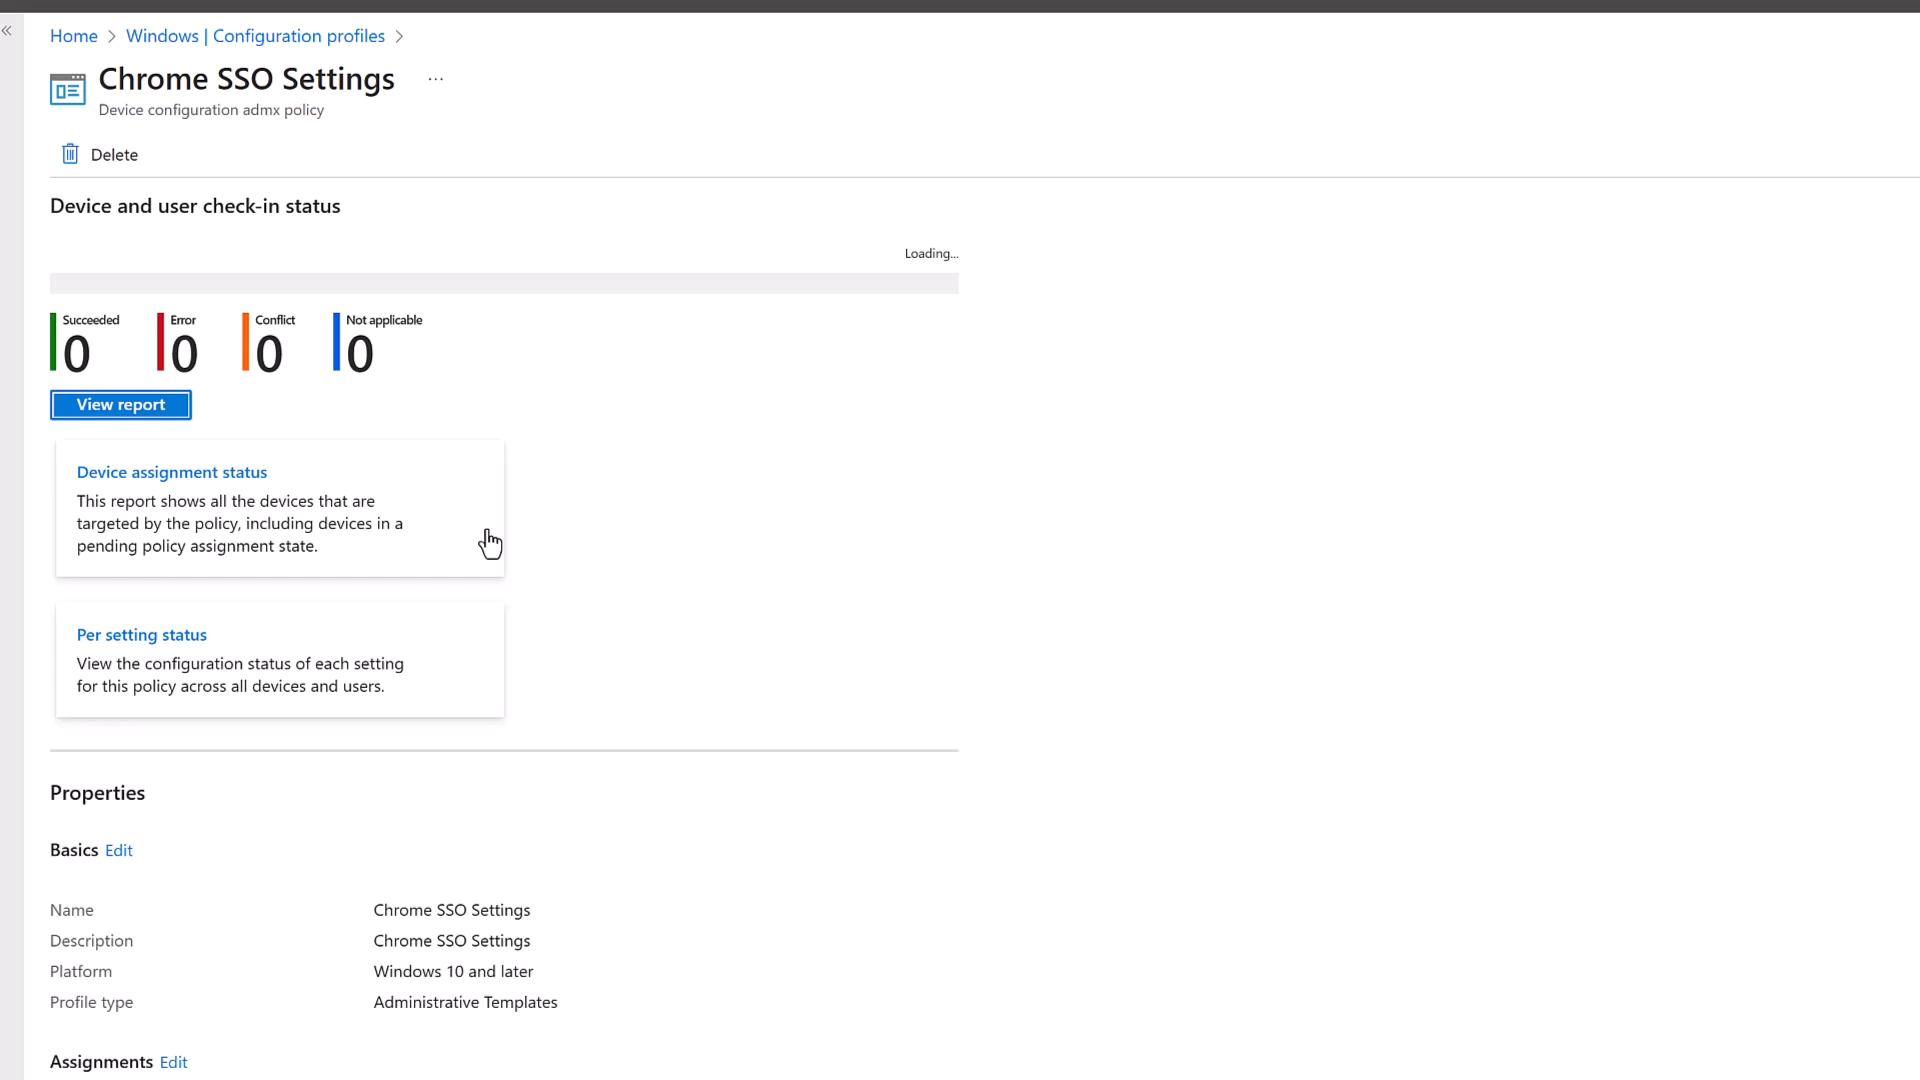 Home > Windows | Configuration profiles >
Chrome SSO Settings ...
Device configuration admx policy
Delete
Device and user check-in status
Loading...
Succeeded Error Conflict Not applicable
0 0 0 0
View report
Device assignment status
This report shows all the devices that are
targeted by the policy, including devices in a
pending policy assignment state.
Per setting status
View the configuration status of each setting
for this policy across all devices and users.
Properties
Basics Edit
Name Chrome SSO Settings
Description Chrome SSO Settings
Platform Windows 10 and later
Profile type Administrative Templates
Assignments Edit